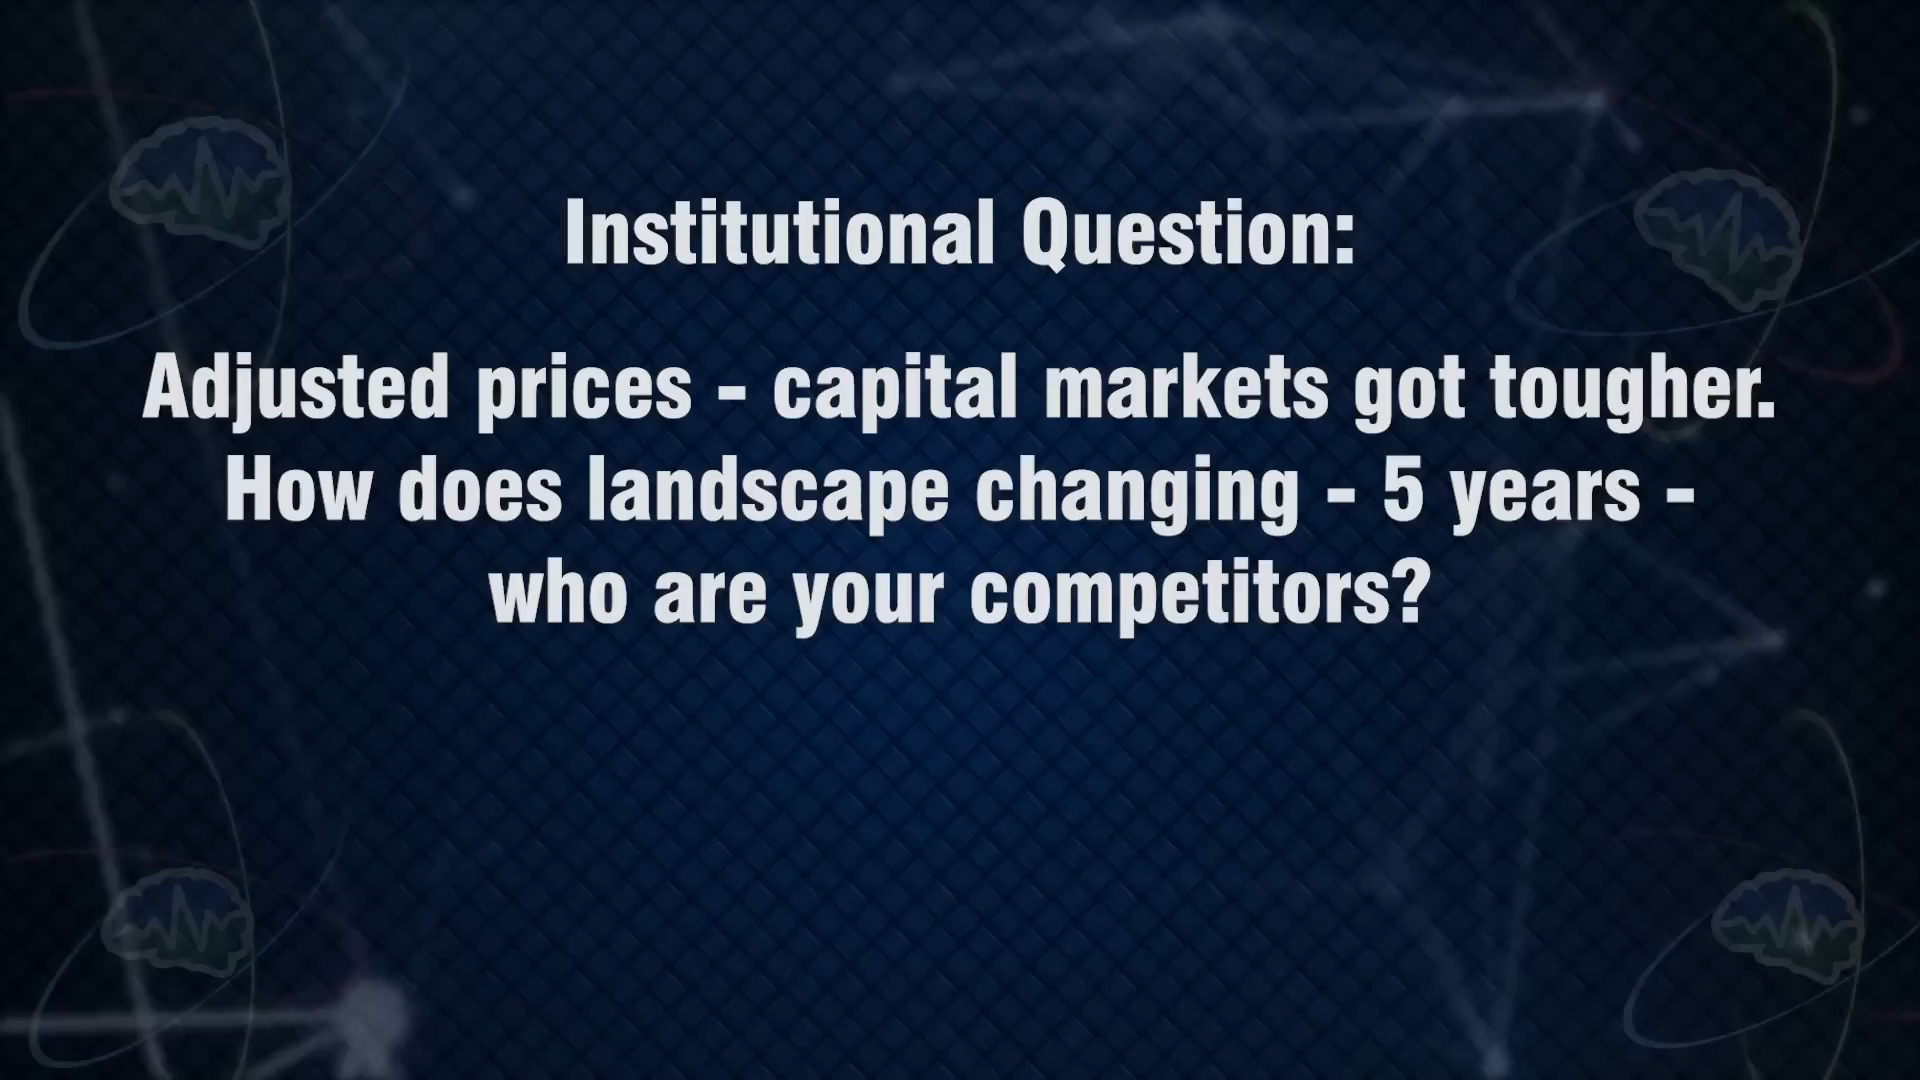 Institutional Question:
Adjusted prices - capital markets got tougher.
How does landscape changing - 5 years -
who are your competitors?